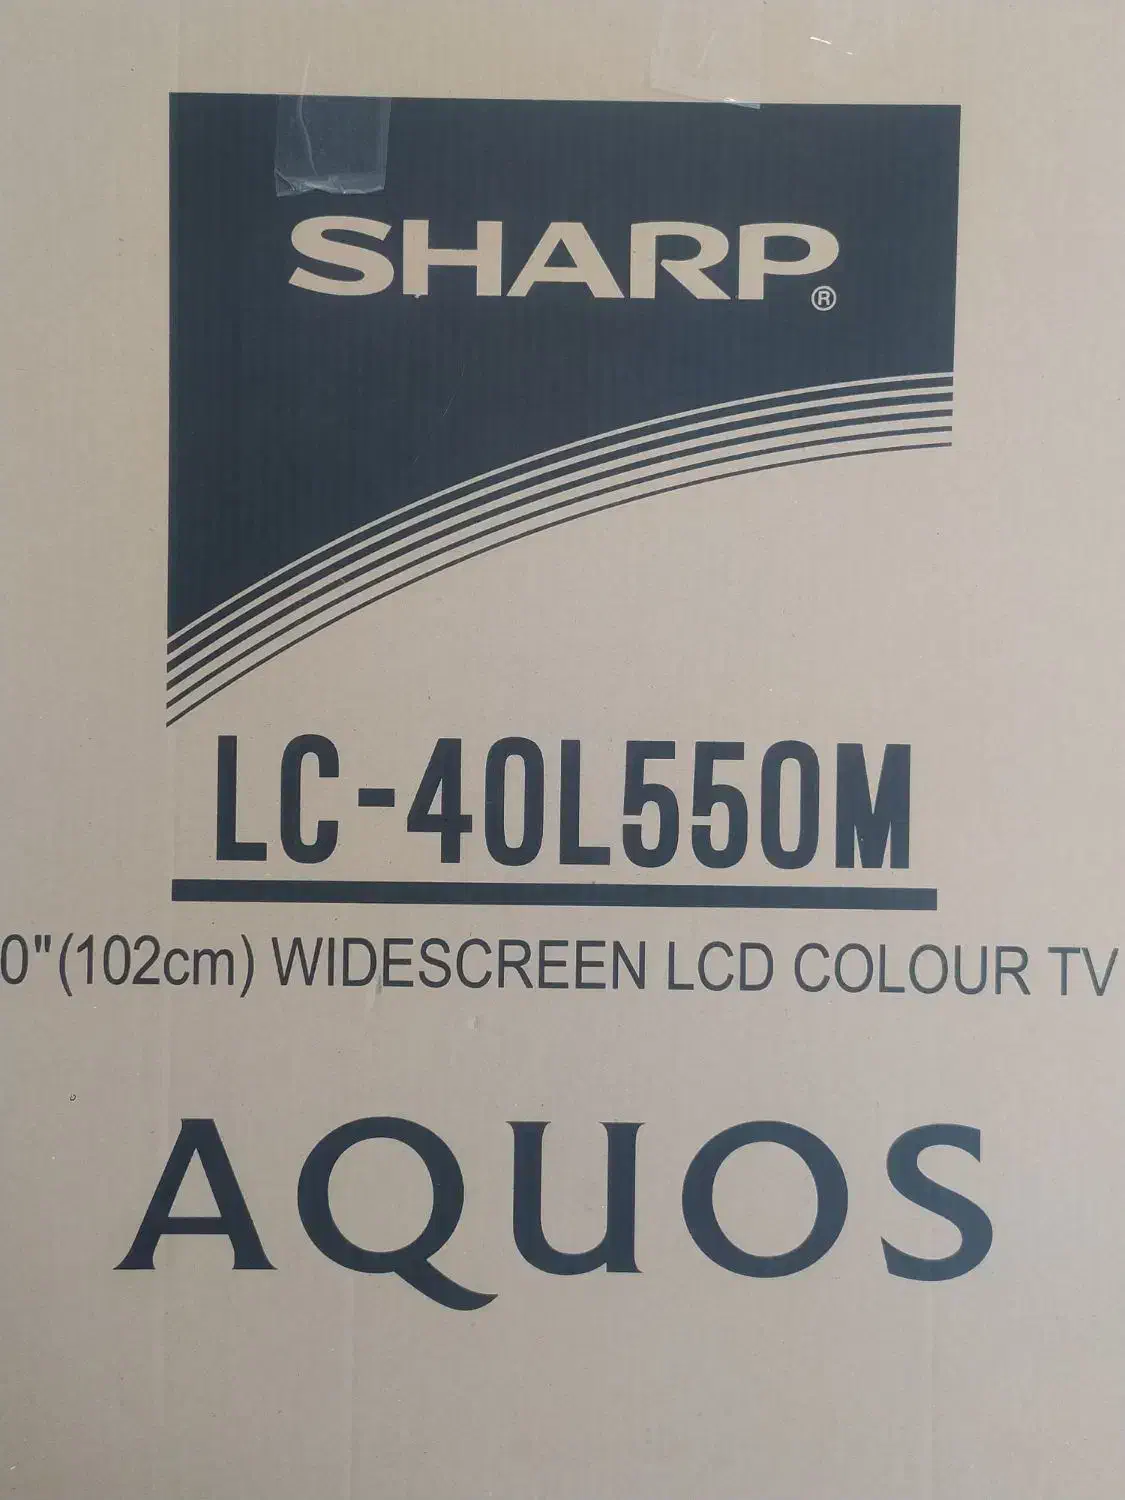 SHARP®
LC-40L550M
0"(102cm) WIDESCREEN LCD COLOUR TV
AQUOS